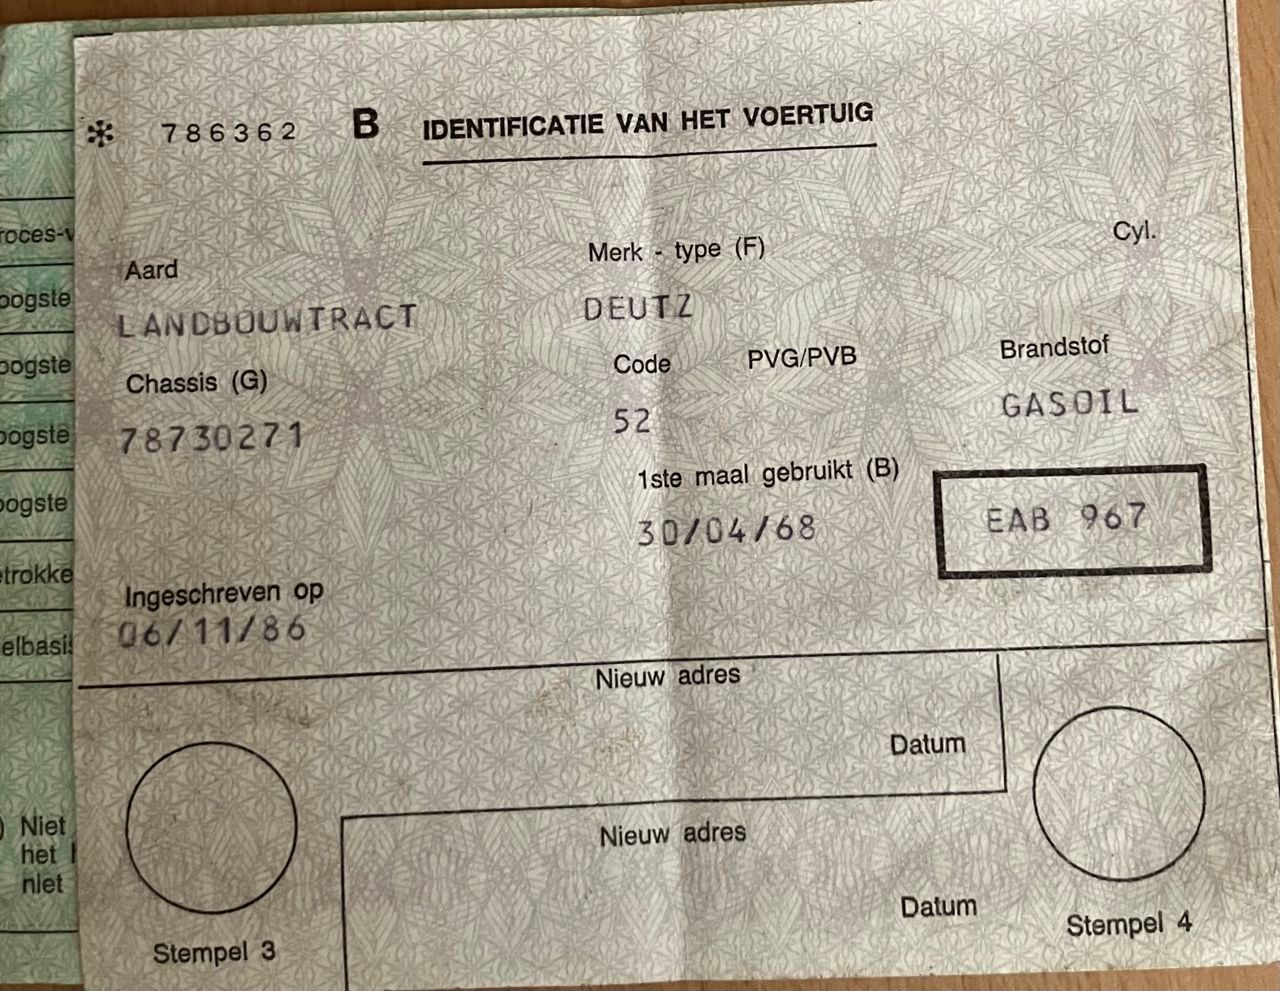 * 786362 B IDENTIFICATIE VAN HET VOERTUIG
Aard
Merk - type (F)
Cyl.
LANDBOUWTRACT
DEUTZ
Chassis (G)
Code
PVG/PVB
Brandstof
78730271
52
GASOIL
1ste maal gebruikt (B)
30/04/68
EAB 967
Ingeschreven op
06/11/86
Nieuw adres
Datum
Nieuw adres
Datum
Stempel 3
Stempel 4
roces-v
oogste
oogste
oogste
oogste
etrokke
elbasis
) Niet
het
niet